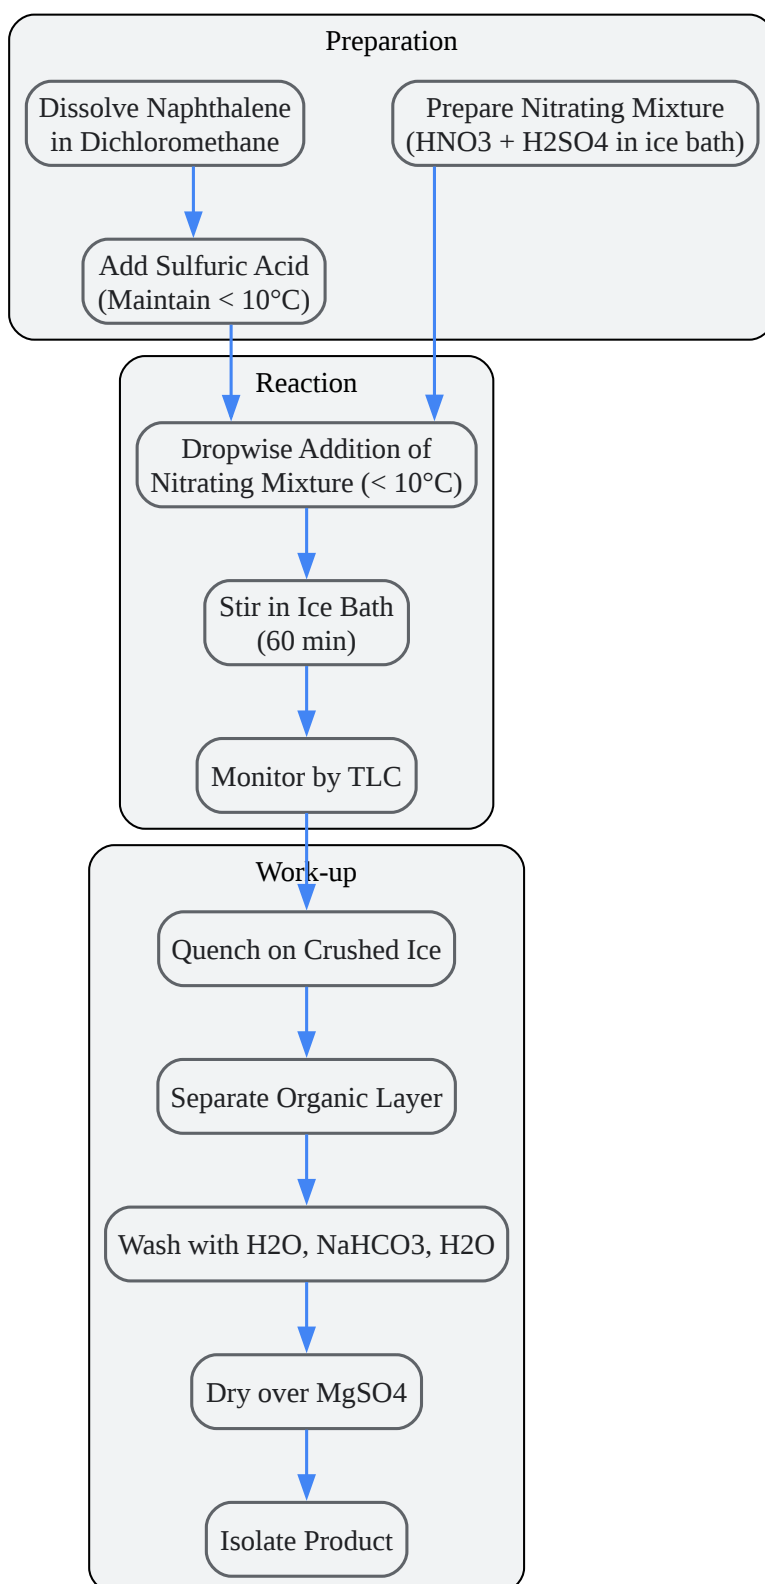 Preparation
Dissolve Naphthalene
in Dichloromethane
Prepare Nitrating Mixture
(HNO3 + H2SO4 in ice bath)
Add Sulfuric Acid
(Maintain < 10°C)
Reaction
Dropwise Addition of
Nitrating Mixture (< 10°C)
Stir in Ice Bath
(60 min)
Monitor by TLC
Work-up
Quench on Crushed Ice
Separate Organic Layer
Wash with H2O, NaHCO3, H2O
Dry over MgSO4
Isolate Product